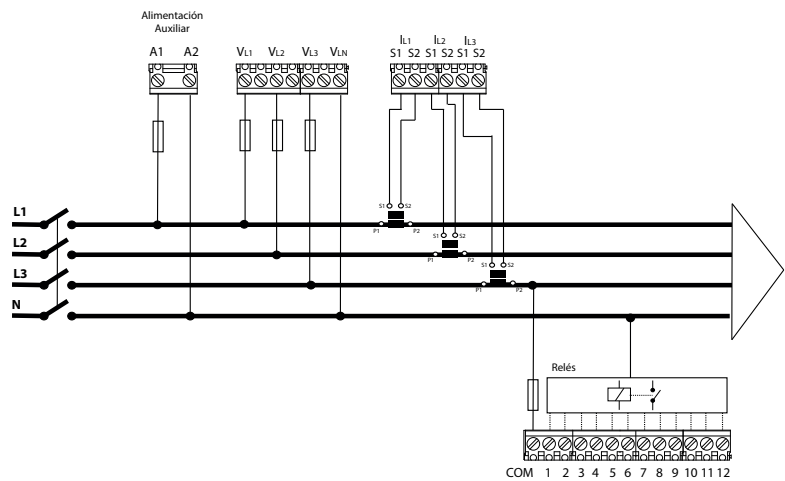 Alimentación
Auxiliar
A1 A2
VL1 VL2 VL3 VLN
IL1 IL2 IL3
S1 S2 S1 S2 S1 S2
S1 S2
L1
P1 P2
S1 S2
L2
P1 P2
S1 S2
L3
P1 P2
N
Relés
COM 1 2 3 4 5 6 7 8 9 10 11 12